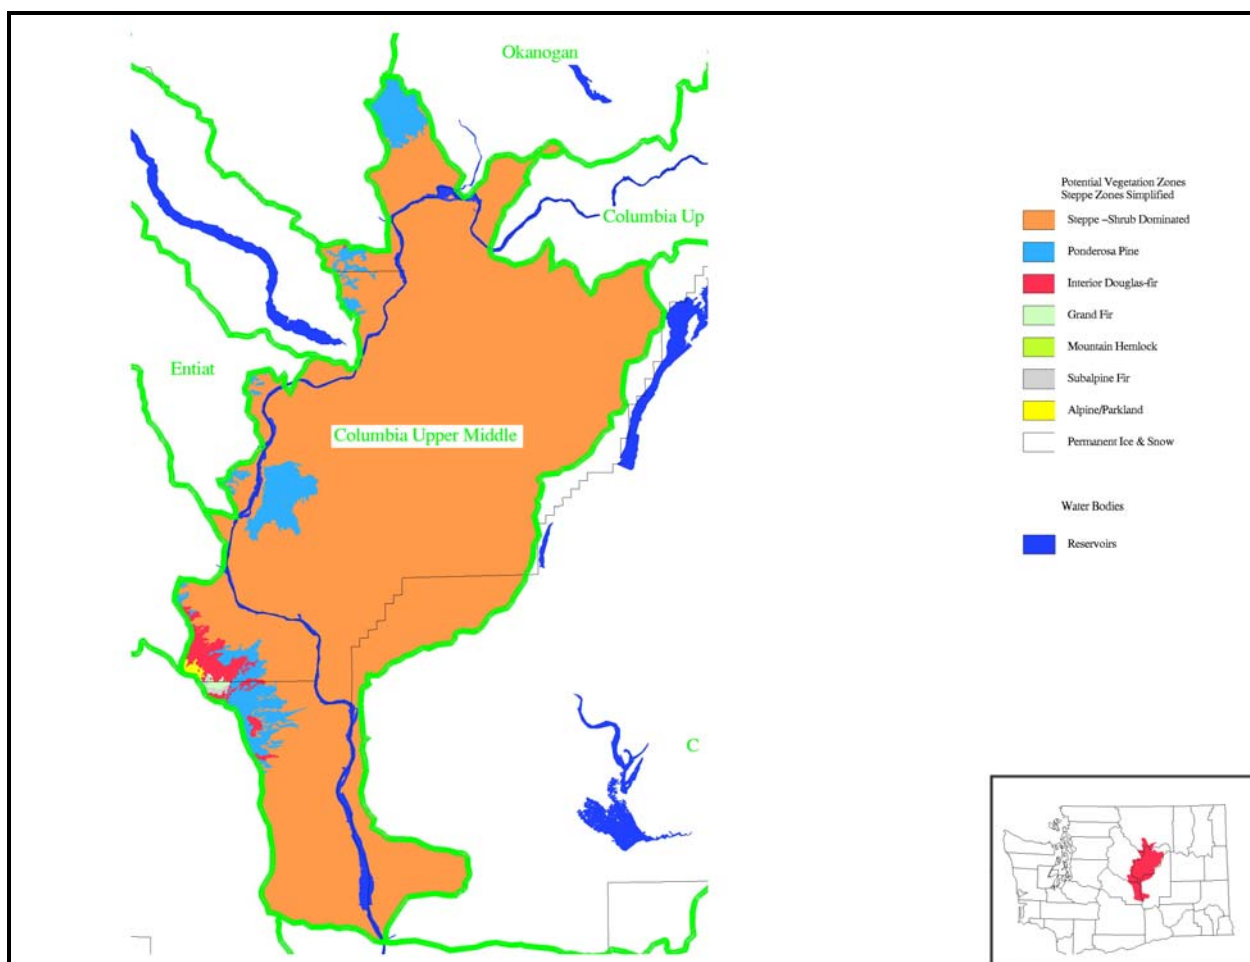 Okanogan
Columbia Up
Entiat
Columbia Upper Middle
C
Potential Vegetation Zones
Steppe Zones Simplified
Steppe –Shrub Dominated
Ponderosa Pine
Interior Douglas-fir
Grand Fir
Mountain Hemlock
Subalpine Fir
Alpine/Parkland
Permanent Ice & Snow
Water Bodies
Reservoirs